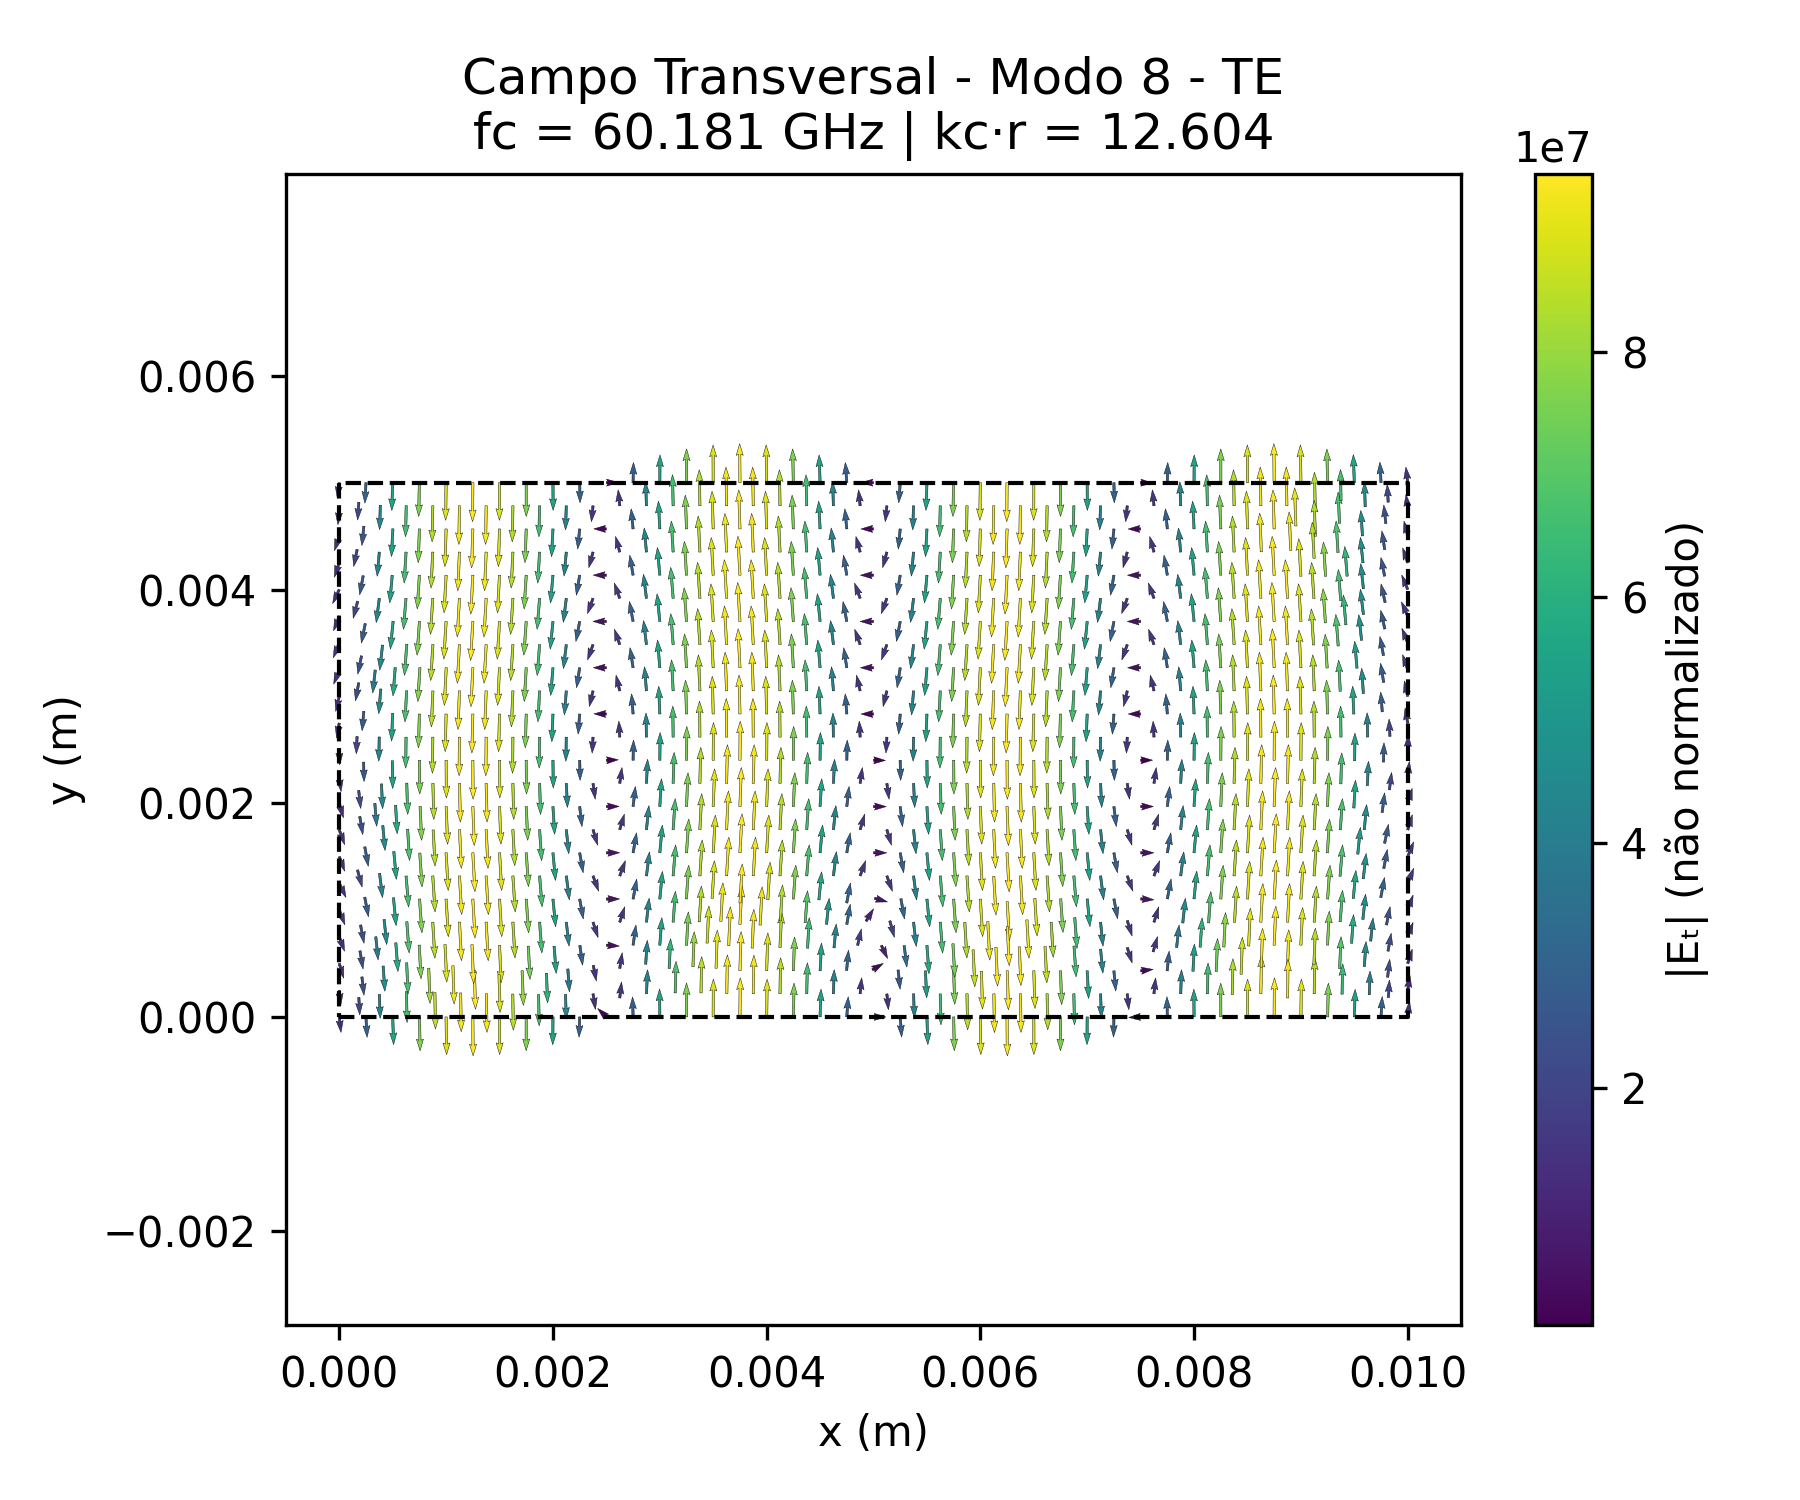 Campo Transversal - Modo 8 - TE
fc = 60.181 GHz | kc·r = 12.604
1e7
0.006
0.004
0.002
0.000
−0.002
y (m)
0.000 0.002 0.004 0.006 0.008 0.010
x (m)
8
6
4
2
|Eₜ| (não normalizado)